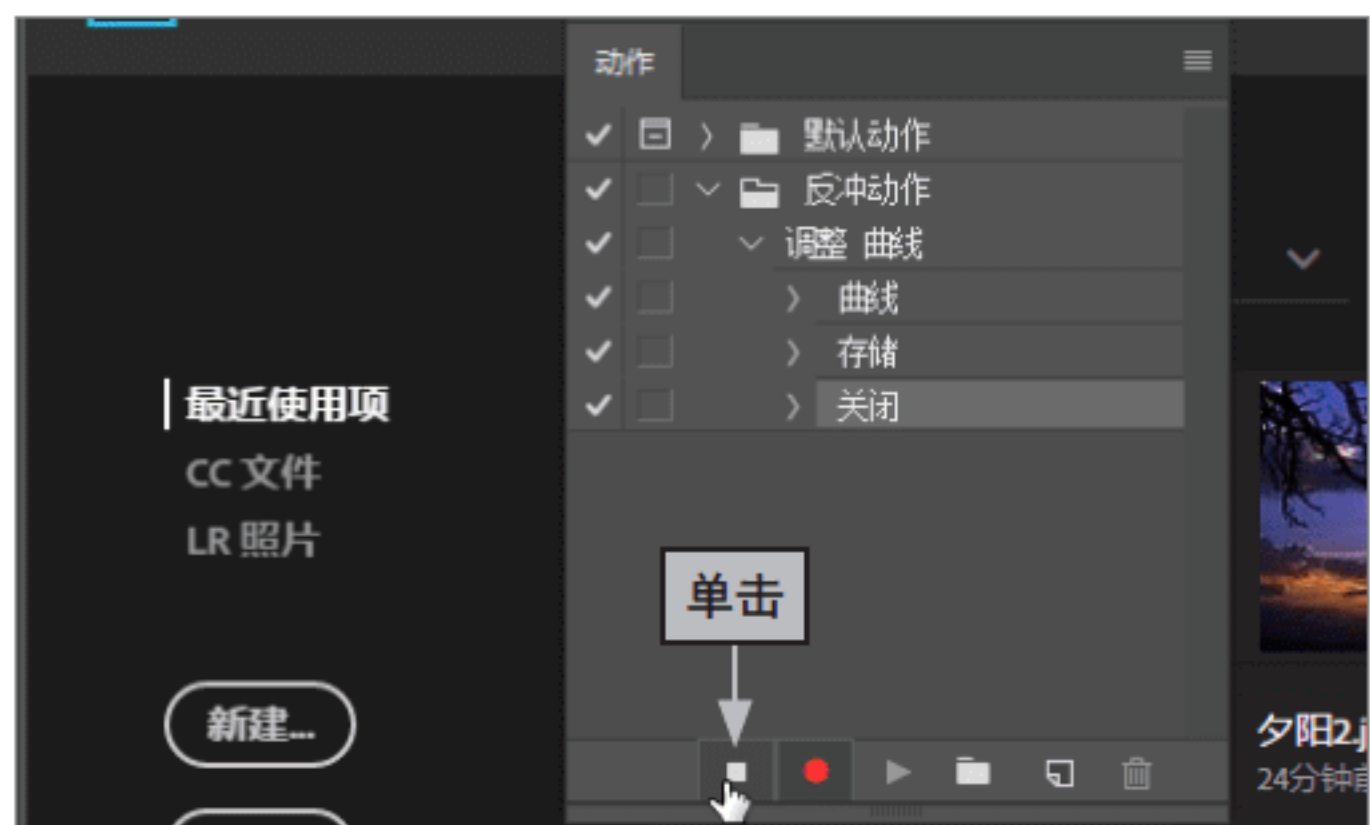 动作
默认动作
反冲动作
调整 曲线
曲线
存储
关闭
最近使用项
CC 文件
LR 照片
单击
新建...
夕阳2.j
24分钟